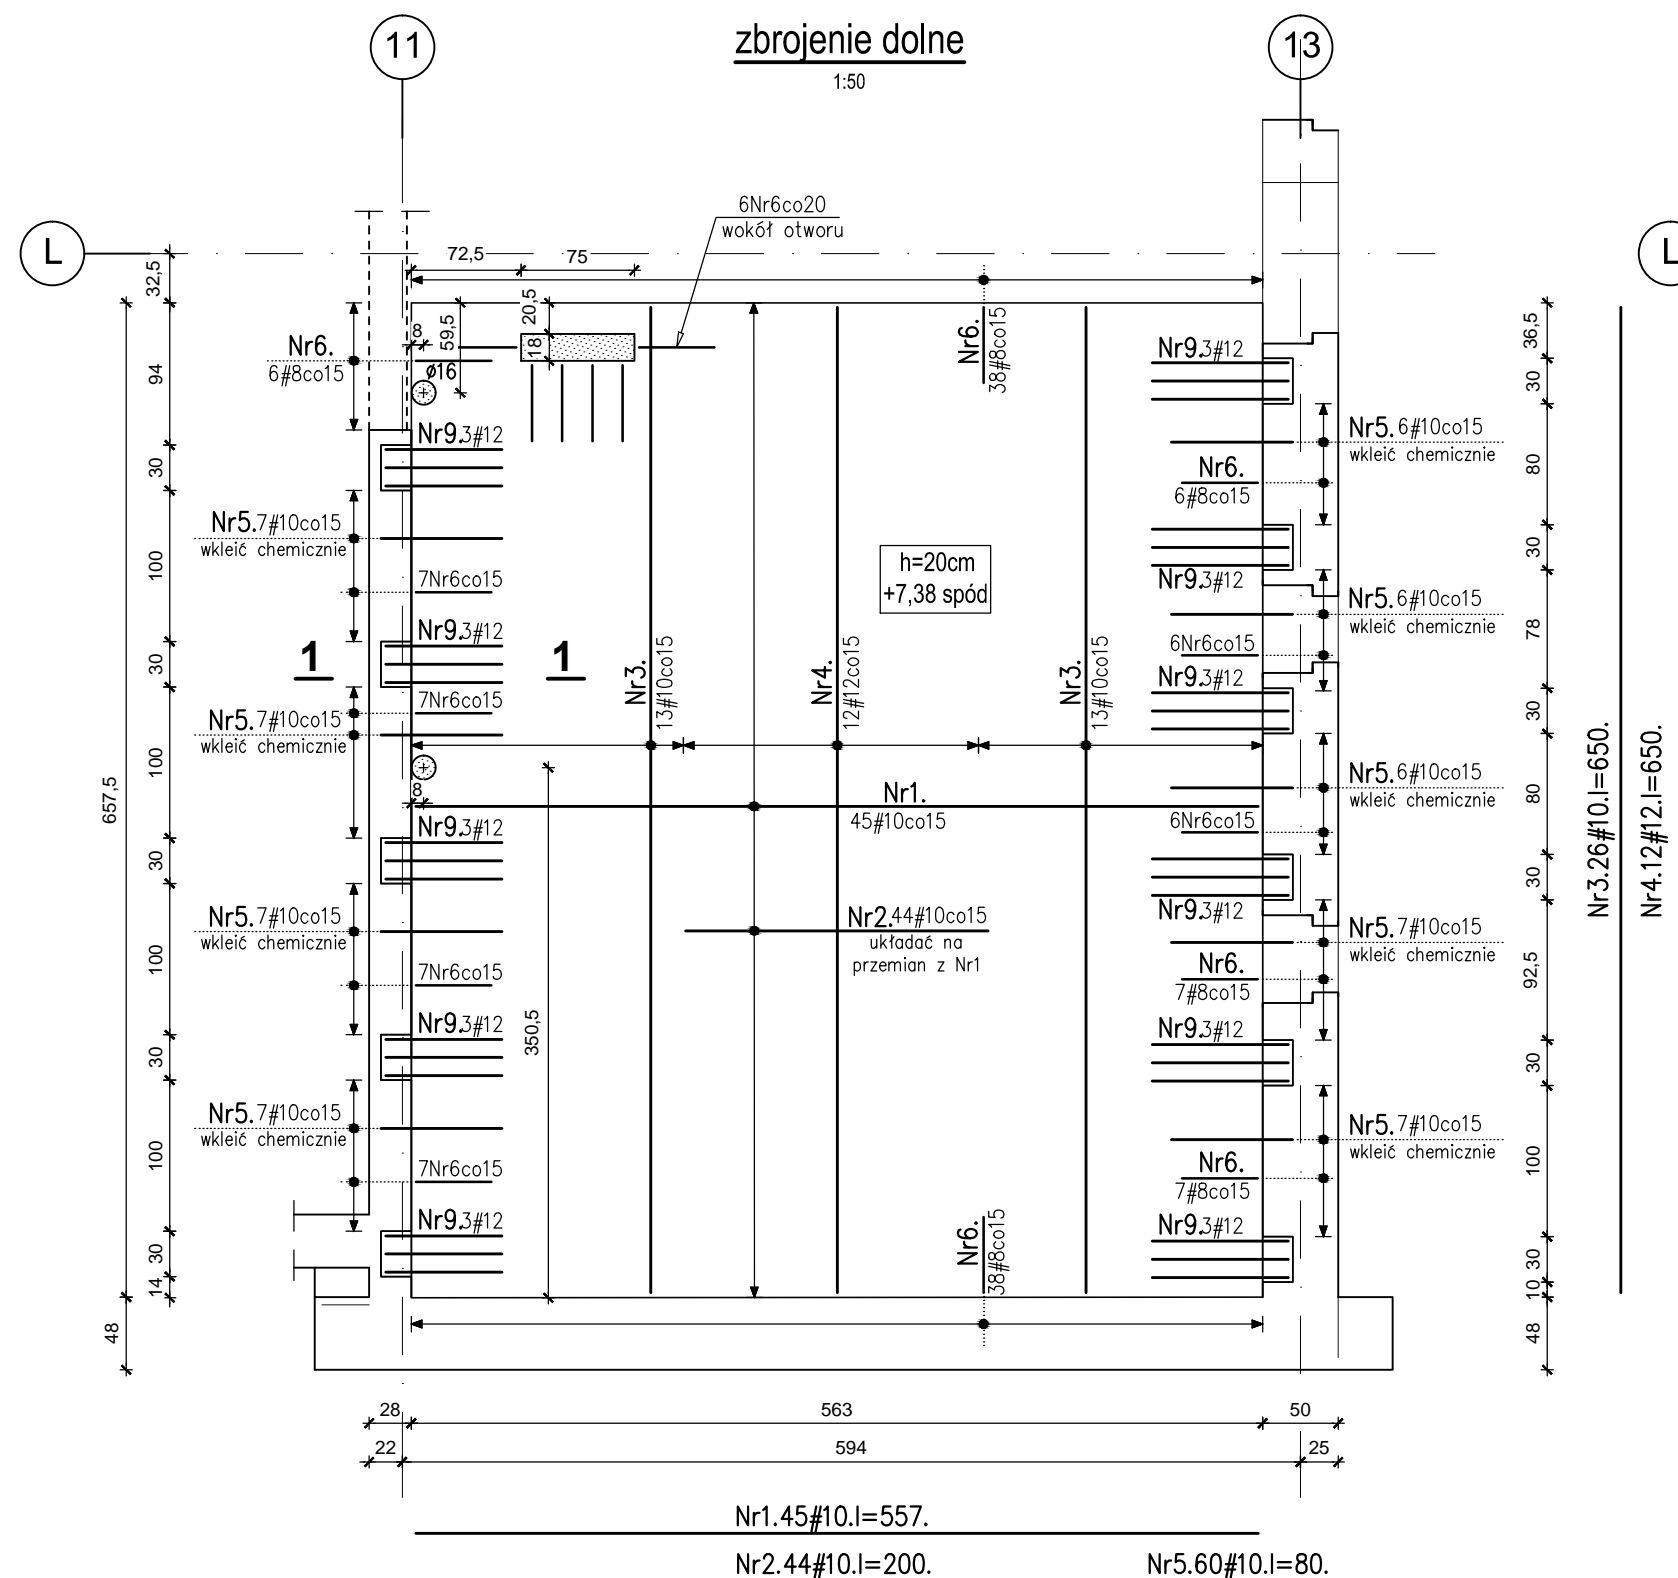 11
zbrojenie dolne
1:50
13
L
L
6Nr6co20
wokół otworu
72,5
75
32,5
20,5
59,5
18
8
ø16
Nr6.
6#8co15
94
Nr6.
38#8co15
Nr9.3#12
36,5
30
Nr9.3#12
30
Nr5.6#10co15
wkleić chemicznie
80
Nr6.
6#8co15
Nr5.7#10co15
wkleić chemicznie
100
7Nr6co15
h=20cm
+7,38 spód
30
Nr9.3#12
Nr5.6#10co15
wkleić chemicznie
78
6Nr6co15
Nr9.3#12
30
1
1
Nr3.
13#10co15
Nr4.
12#12co15
Nr3.
13#10co15
Nr9.3#12
30
7Nr6co15
Nr5.7#10co15
wkleić chemicznie
100
8
Nr1.
45#10co15
Nr5.6#10co15
wkleić chemicznie
80
6Nr6co15
657,5
Nr3.26#10.l=650.
Nr4.12#12.l=650.
Nr9.3#12
30
30
Nr9.3#12
Nr2.44#10co15
układać na
przemian z Nr1
Nr5.7#10co15
wkleić chemicznie
100
7Nr6co15
Nr5.7#10co15
wkleić chemicznie
92,5
Nr6.
7#8co15
350,5
Nr9.3#12
30
Nr9.3#12
30
Nr5.7#10co15
wkleić chemicznie
100
7Nr6co15
Nr5.7#10co15
wkleić chemicznie
100
Nr6.
7#8co15
Nr9.3#12
30
14
Nr6.
38#8co15
Nr9.3#12
30
10
48
48
28
563
50
22
594
25
Nr1.45#10.l=557.
Nr2.44#10.l=200.
Nr5.60#10.l=80.